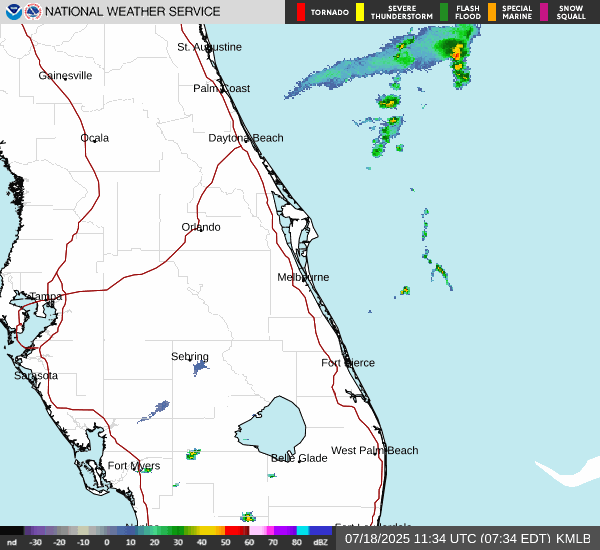 NATIONAL WEATHER SERVICE
TORNADO
SEVERE THUNDERSTORM
FLASH FLOOD
SPECIAL MARINE
SNOW SQUALL
St. Augustine
Gainesville
Palm Coast
Ocala
Daytona Beach
Orlando
Melbourne
Tampa
Sebring
Fort Pierce
Sarasota
West Palm Beach
Belle Glade
Fort Myers
nd -30 -20 -10 0 10 20 30 40 50 60 70 80 dBZ
07/18/2025 11:34 UTC (07:34 EDT) KMLB